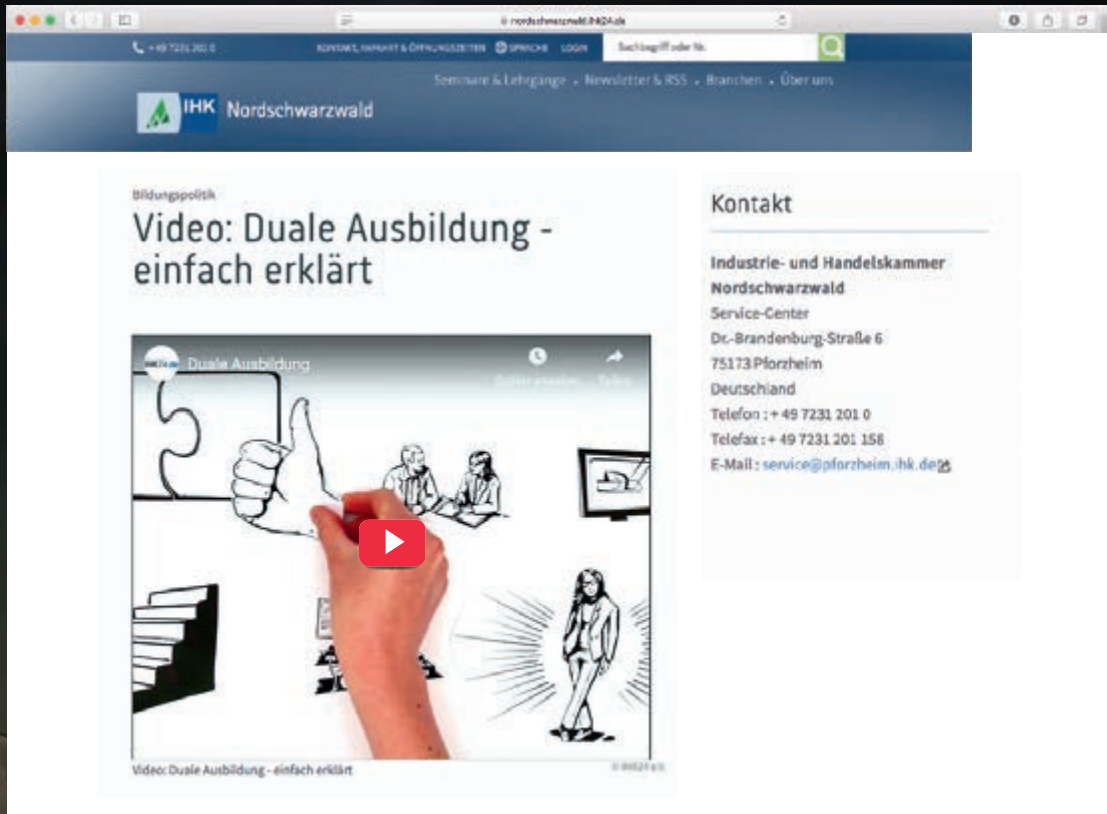 nordschwarzwald.ihk24.de
+49 7231 201 0
KONTAKT, ANFAHRT & ÖFFNUNGSZEITEN SPRACHE LOGIN
Suchbegriff oder Nr.
Seminare & Lehrgänge • Newsletter & RSS • Branchen • Über uns
IHK Nordschwarzwald
Bildungspolitik
Video: Duale Ausbildung -
einfach erklärt
Duale Ausbildung
Video: Duale Ausbildung - einfach erklärt
Kontakt
Industrie- und Handelskammer
Nordschwarzwald
Service-Center
Dr.-Brandenburg-Straße 6
75173 Pforzheim
Deutschland
Telefon : + 49 7231 201 0
Telefax : + 49 7231 201 158
E-Mail : service@pforzheim.ihk.de